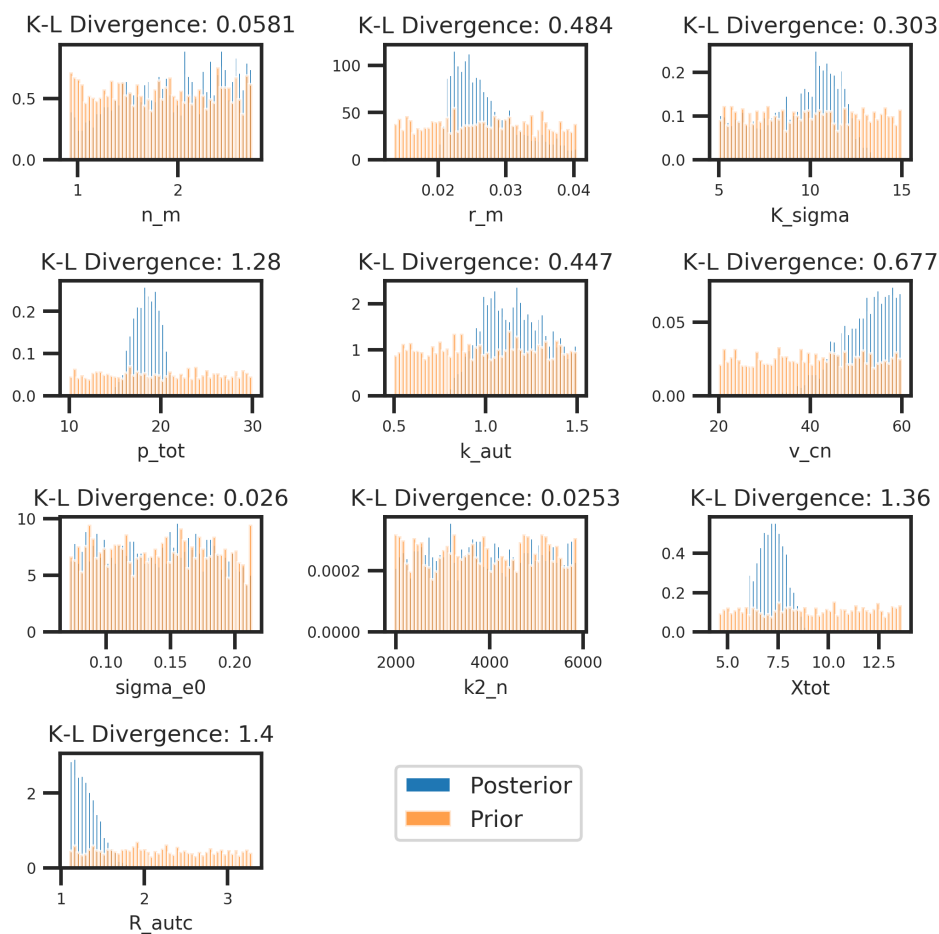 K-L Divergence: 0.0581
K-L Divergence: 0.484
K-L Divergence: 0.303
0.5
0.0
1
2
n_m
100
50
0
0.02
0.03
0.04
r_m
0.2
0.1
0.0
5
10
15
K_sigma
K-L Divergence: 1.28
K-L Divergence: 0.447
K-L Divergence: 0.677
0.2
0.1
0.0
10
20
30
p_tot
2
1
0
0.5
1.0
1.5
k_aut
0.05
0.00
20
40
60
v_cn
K-L Divergence: 0.026
K-L Divergence: 0.0253
K-L Divergence: 1.36
10
5
0
0.10
0.15
0.20
sigma_e0
0.0002
0.0000
2000
4000
6000
k2_n
0.4
0.2
0.0
5.0
7.5
10.0
12.5
Xtot
K-L Divergence: 1.4
2
0
1
2
3
R_autc
Posterior
Prior